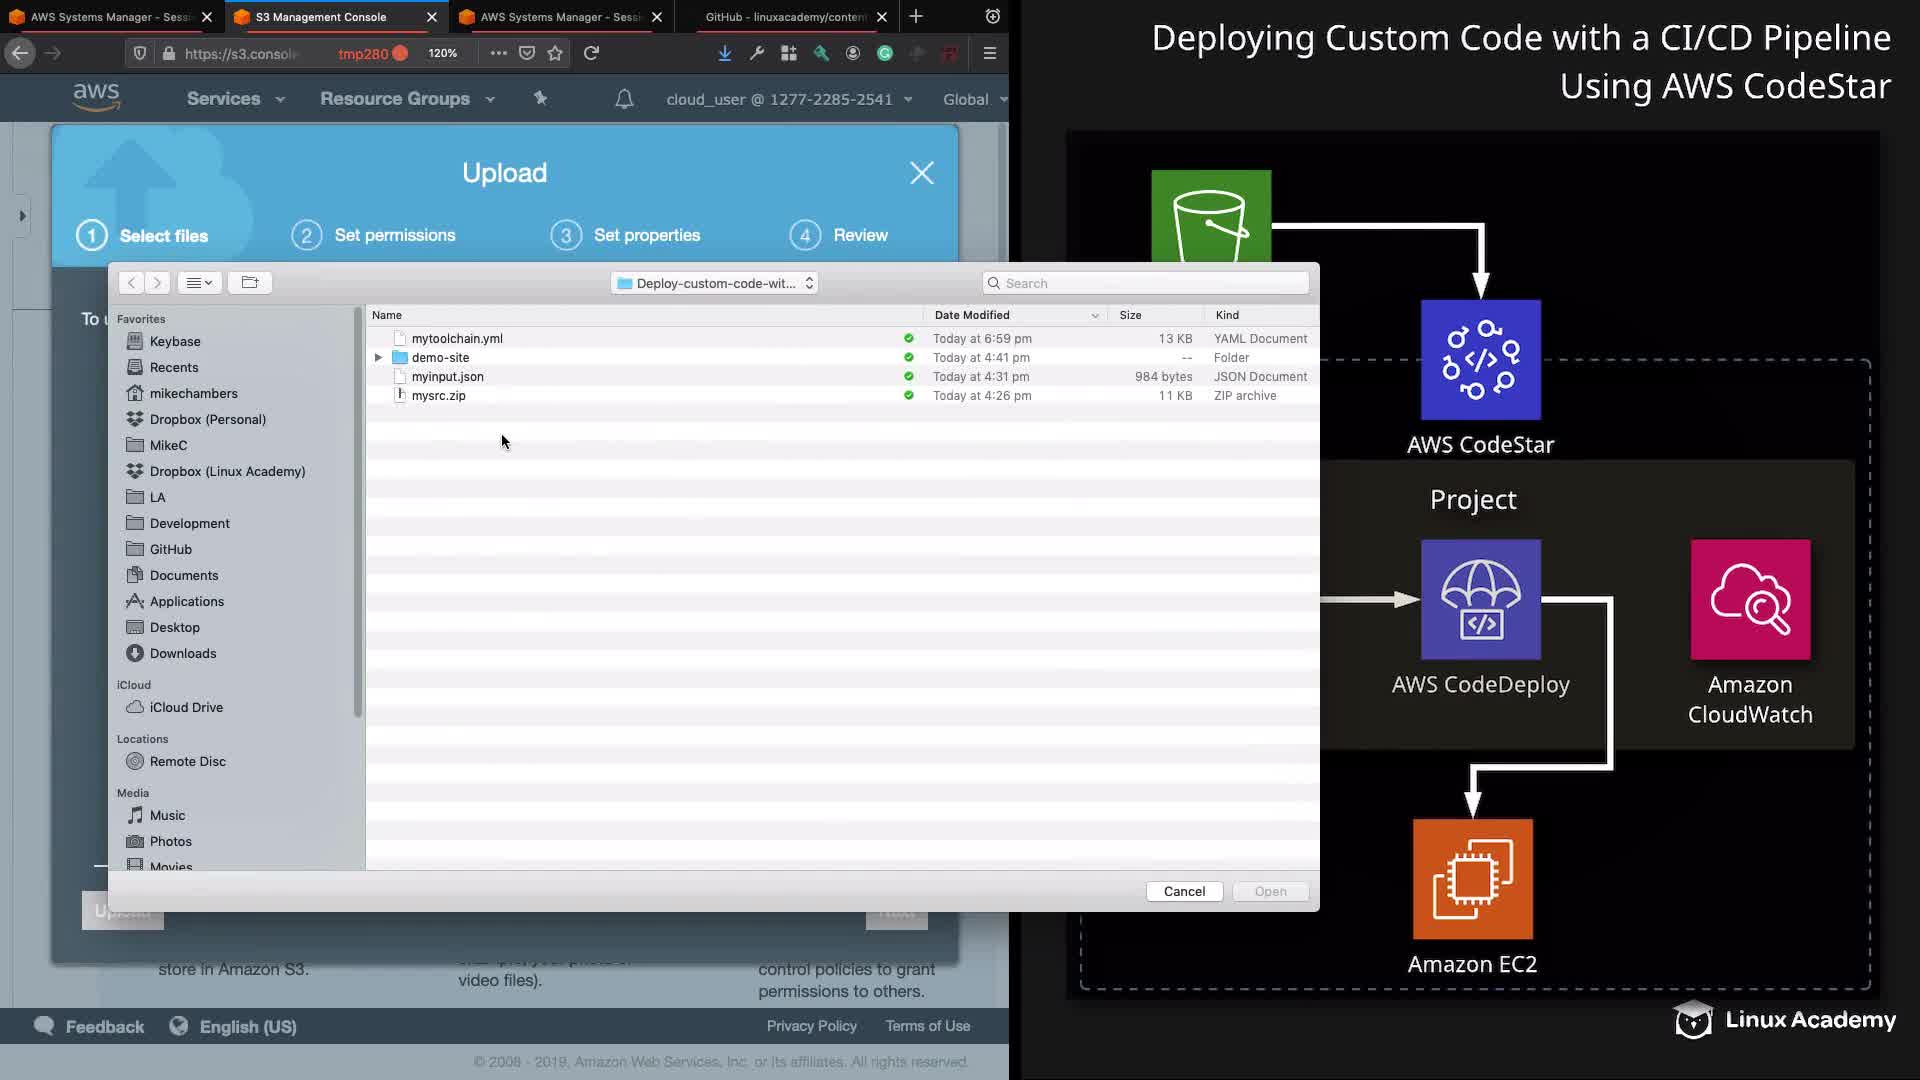 AWS Systems Manager - Sessi
S3 Management Console
AWS Systems Manager - Sessi
GitHub - linuxacademy/content
https://s3.console
tmp280
120%
aws
Services
Resource Groups
cloud_user @ 1277-2285-2541
Global
Upload
1 Select files
2 Set permissions
3 Set properties
4 Review
To u
Deploy-custom-code-wit...
Search
Favorites
Keybase
Recents
mikechambers
Dropbox (Personal)
MikeC
Dropbox (Linux Academy)
LA
Development
GitHub
Documents
Applications
Desktop
Downloads
iCloud
iCloud Drive
Locations
Remote Disc
Media
Music
Photos
Movies
Name Date Modified Size Kind
mytoolchain.yml Today at 6:59 pm 13 KB YAML Document
demo-site Today at 4:41 pm -- Folder
myinput.json Today at 4:31 pm 984 bytes JSON Document
mysrc.zip Today at 4:26 pm 11 KB ZIP archive
Cancel
Open
Upload
Next
store in Amazon S3.
video files).
control policies to grant
permissions to others.
Feedback
English (US)
Privacy Policy
Terms of Use
© 2008 - 2019, Amazon Web Services, Inc. or its affiliates. All rights reserved.
Deploying Custom Code with a CI/CD Pipeline
Using AWS CodeStar
AWS CodeStar
Project
AWS CodeDeploy
Amazon
CloudWatch
Amazon EC2
Linux Academy